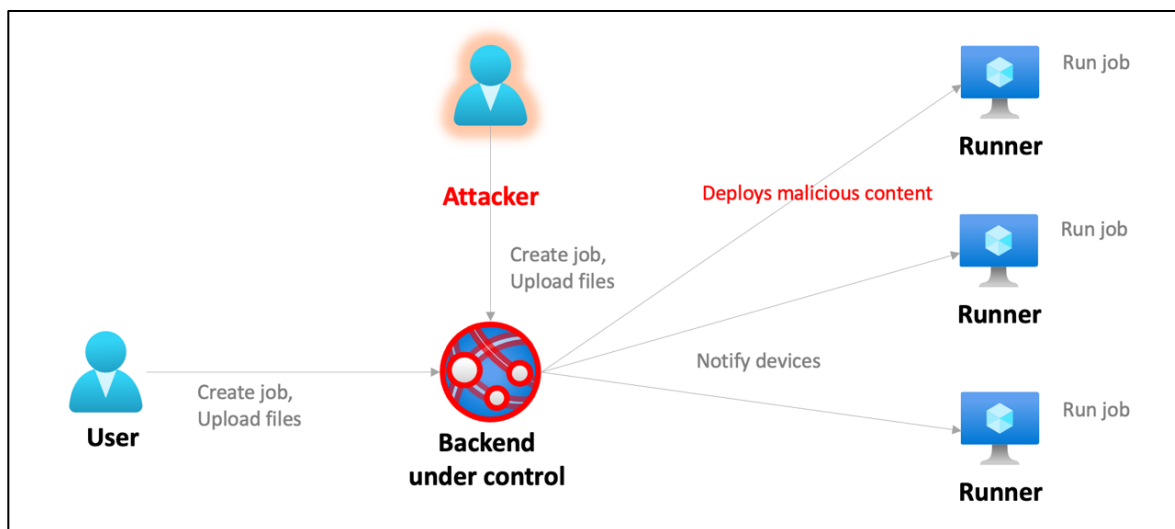 Run job
Runner
Attacker
Deploys malicious content
Run job
Create job,
Upload files
Runner
Notify devices
Create job,
Upload files
User
Backend
under control
Run job
Runner